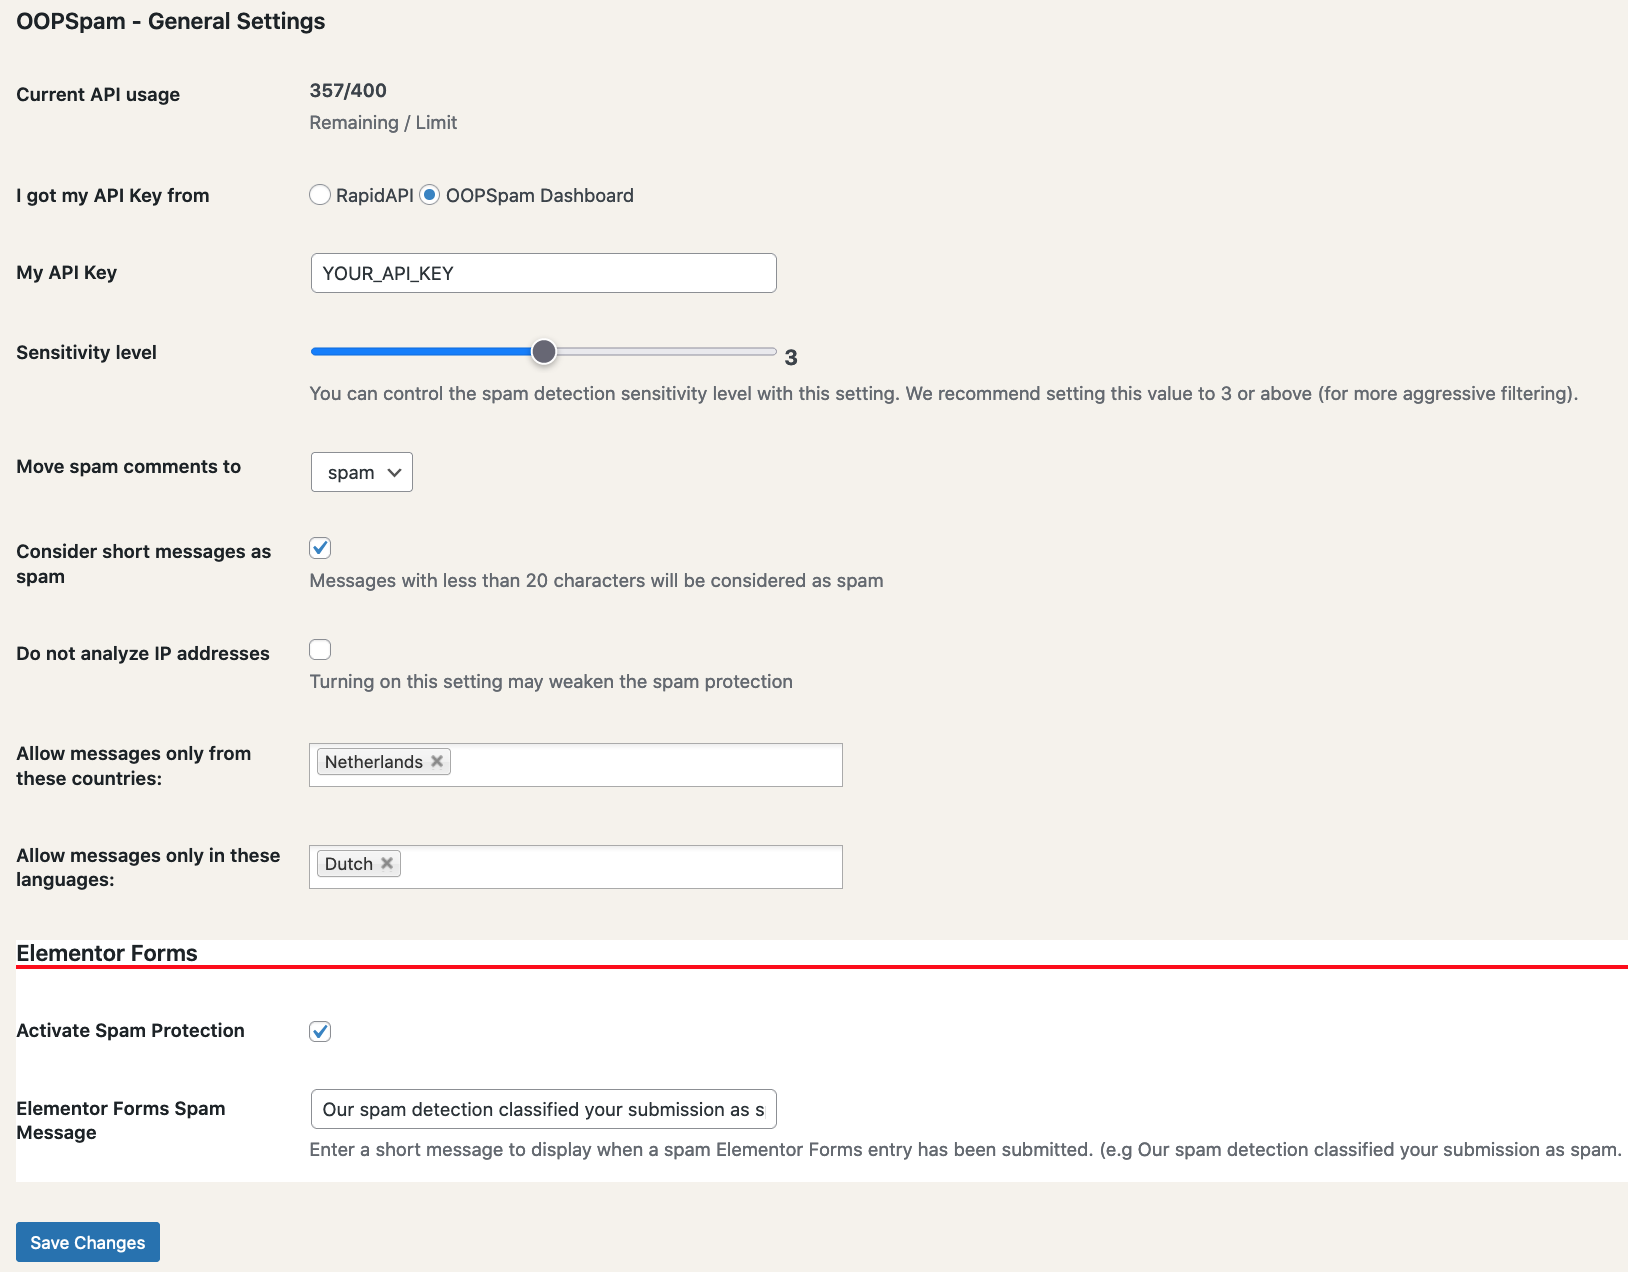 OOPSpam - General Settings
Current API usage
357/400
Remaining / Limit
I got my API Key from
RapidAPI OOPSpam Dashboard
My API Key
YOUR_API_KEY
Sensitivity level
3
You can control the spam detection sensitivity level with this setting. We recommend setting this value to 3 or above (for more aggressive filtering).
Move spam comments to
spam
Consider short messages as
spam
Messages with less than 20 characters will be considered as spam
Do not analyze IP addresses
Turning on this setting may weaken the spam protection
Allow messages only from
these countries:
Netherlands
Allow messages only in these
languages:
Dutch
Elementor Forms
Activate Spam Protection
Elementor Forms Spam
Message
Our spam detection classified your submission as s
Enter a short message to display when a spam Elementor Forms entry has been submitted. (e.g Our spam detection classified your submission as spam.
Save Changes